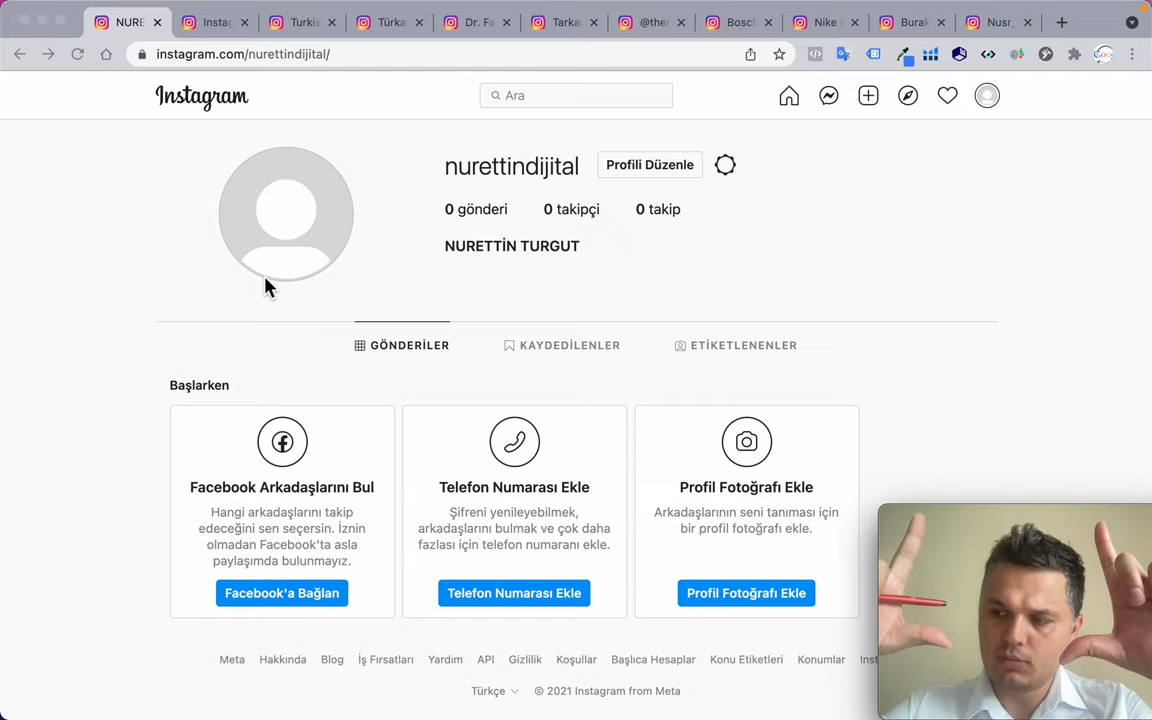 NURE
Instag
Turkis
Türka
Dr. Fa
Tarkan
@ther
Bosch
Nike
Burak
Nusr_
instagram.com/nurettindijital/
Instagram
Ara
nurettindijital
Profili Düzenle
0 gönderi 0 takipçi 0 takip
NURETTİN TURGUT
GÖNDERİLER KAYDEDİLENLER ETİKETLENENLER
Başlarken
Facebook Arkadaşlarını Bul
Hangi arkadaşlarını takip
edeceğini sen seçersin. İznin
olmadan Facebook'ta asla
paylaşımda bulunmayız.
Facebook'a Bağlan
Telefon Numarası Ekle
Şifreni yenileyebilmek,
arkadaşlarını bulmak ve çok daha
fazlası için telefon numaranı ekle.
Telefon Numarası Ekle
Profil Fotoğrafı Ekle
Arkadaşlarının seni tanıması için
bir profil fotoğrafı ekle.
Profil Fotoğrafı Ekle
Meta Hakkında Blog İş Fırsatları Yardım API Gizlilik Koşullar Başlıca Hesaplar Konu Etiketleri Konumlar Inst
Türkçe © 2021 Instagram from Meta